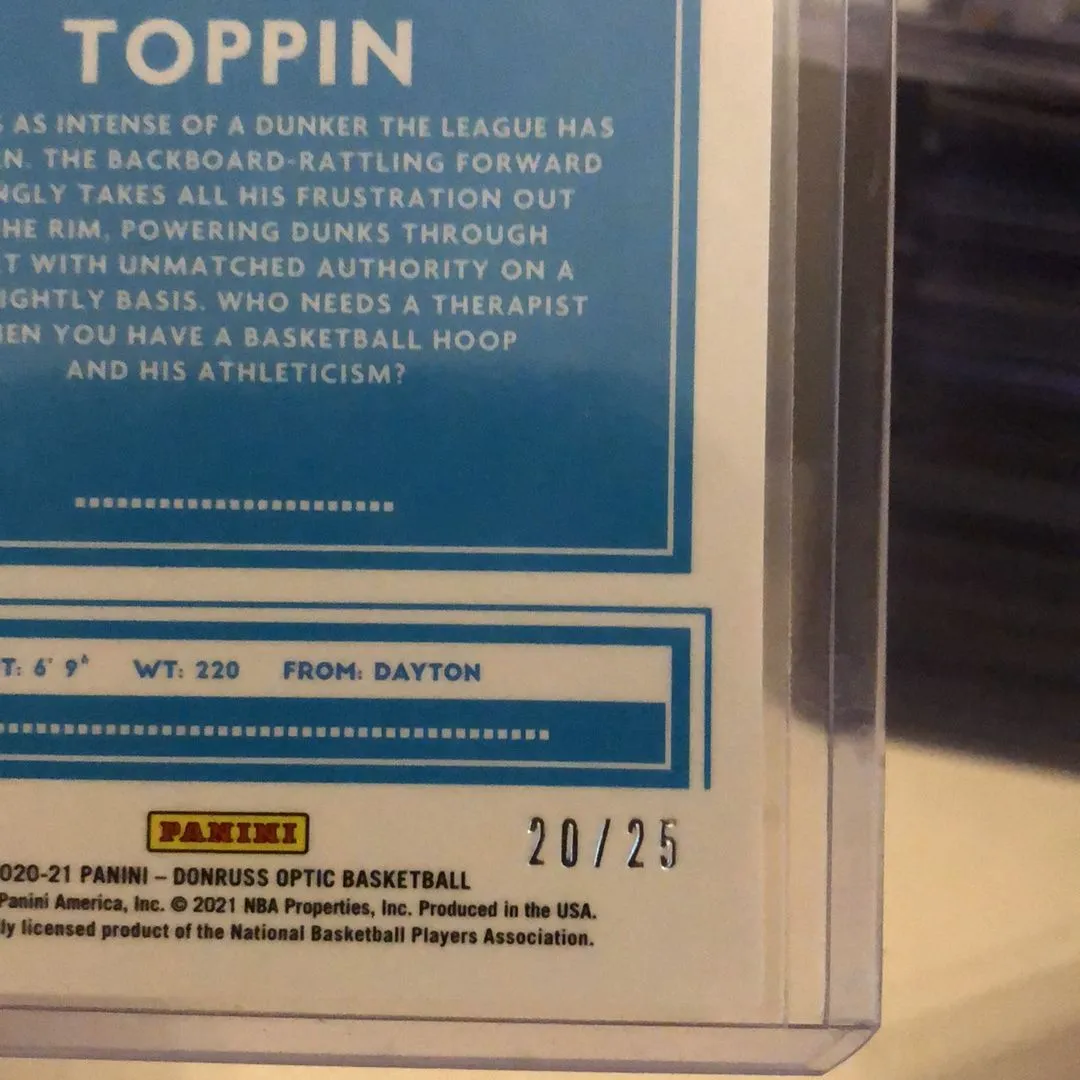 TOPPIN
AS INTENSE OF A DUNKER THE LEAGUE HAS
THE BACKBOARD-RATTLING FORWARD
TAKES ALL HIS FRUSTRATION OUT
RIM, POWERING DUNKS THROUGH
WITH UNMATCHED AUTHORITY ON A
BASIS. WHO NEEDS A THERAPIST
YOU HAVE A BASKETBALL HOOP
AND HIS ATHLETICISM?
6' 9" WT: 220 FROM: DAYTON
PANINI
20/25
020-21 PANINI – DONRUSS OPTIC BASKETBALL
Panini America, Inc. © 2021 NBA Properties, Inc. Produced in the USA.
licensed product of the National Basketball Players Association.